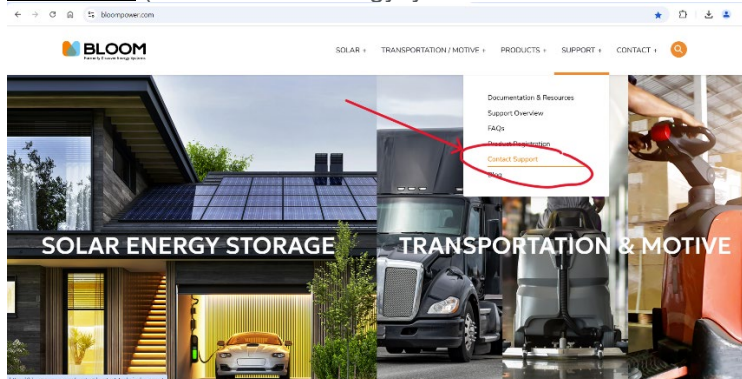 bloompower.com
BLOOM
SOLAR +
TRANSPORTATION / MOTIVE +
PRODUCTS +
SUPPORT +
CONTACT +
Documentation & Resources
Support Overview
FAQs
Product Registration
Contact Support
Blog
SOLAR ENERGY STORAGE
TRANSPORTATION & MOTIVE